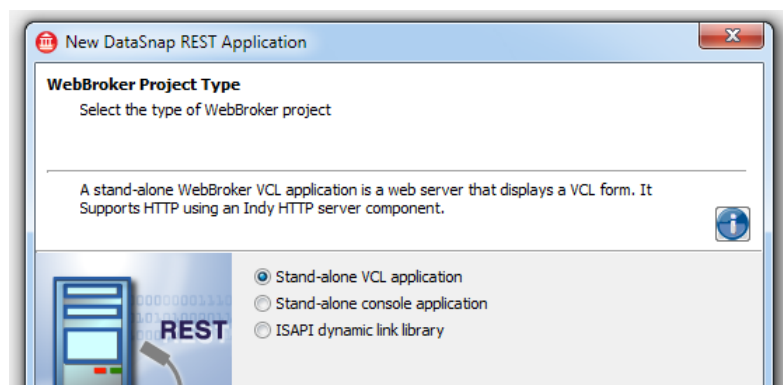 New DataSnap REST Application
WebBroker Project Type
Select the type of WebBroker project
A stand-alone WebBroker VCL application is a web server that displays a VCL form. It
Supports HTTP using an Indy HTTP server component.
Stand-alone VCL application
Stand-alone console application
REST
ISAPI dynamic link library